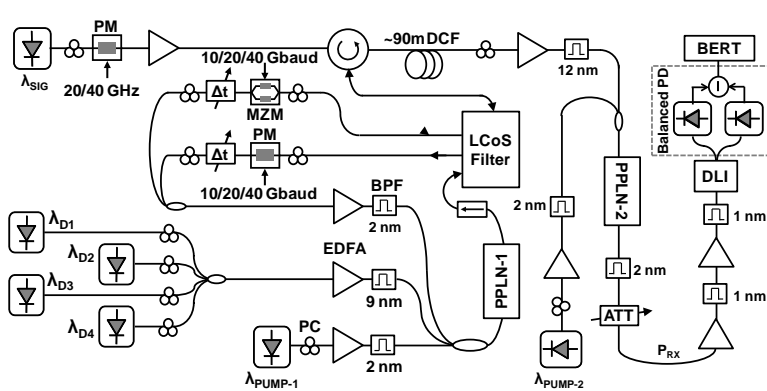 PM
λSIG
20/40 GHz
~90m DCF
12 nm
BERT
Balanced PD
10/20/40 Gbaud
Δt
MZM
PM
Δt
10/20/40 Gbaud
LCoS
Filter
BPF
2 nm
2 nm
PPLN-2
DLI
1 nm
λD1
λD2
λD3
λD4
EDFA
9 nm
PPLN-1
2 nm
1 nm
PC
λPUMP-1
2 nm
λPUMP-2
ATT
PRX